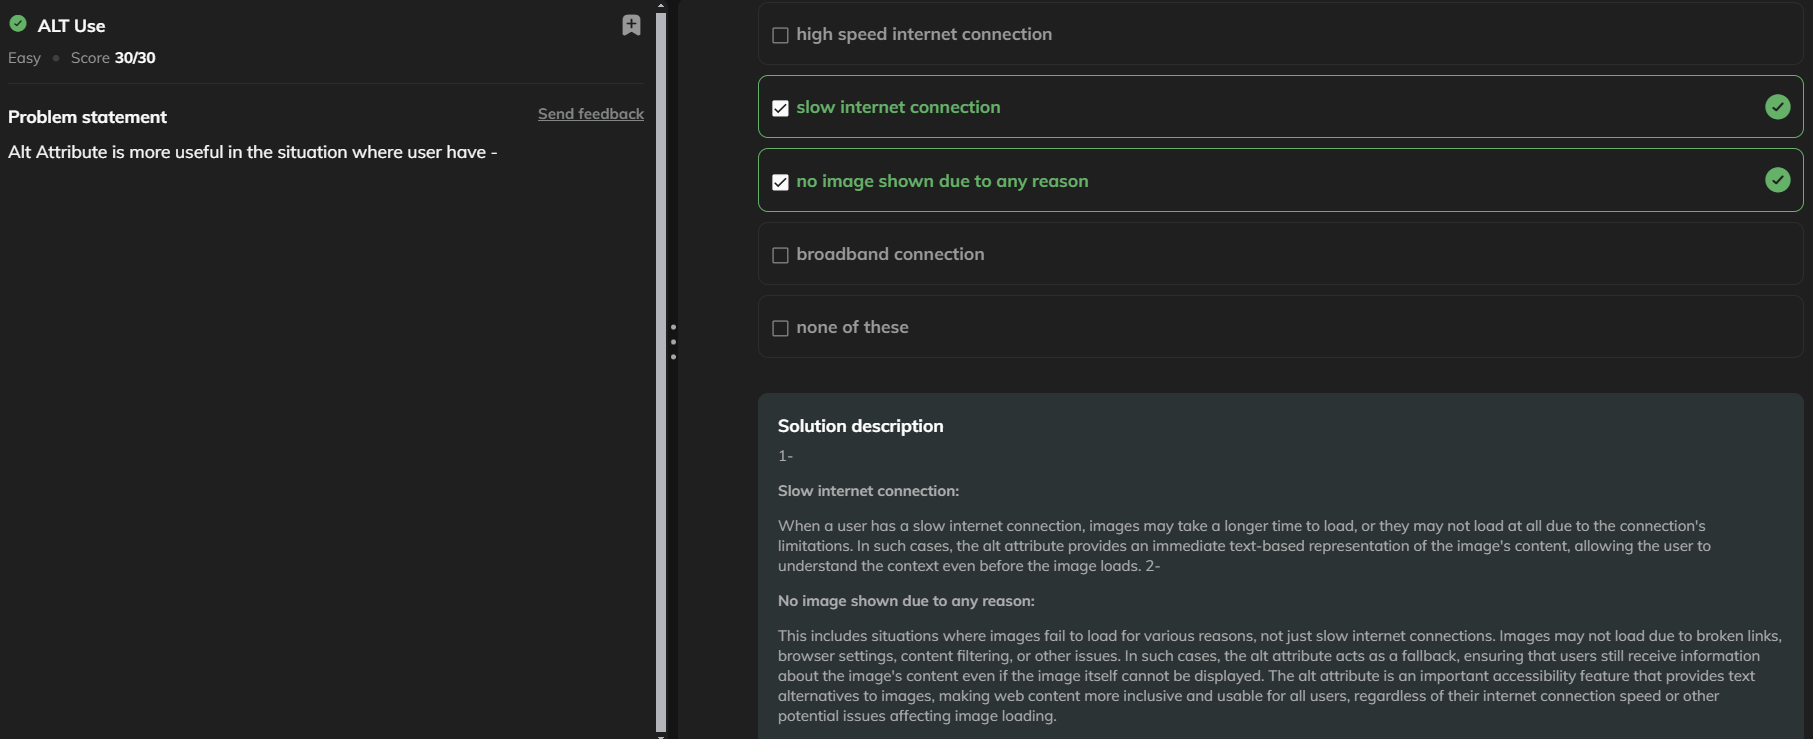 ALT Use
Easy • Score 30/30
Problem statement
Send feedback
Alt Attribute is more useful in the situation where user have -
high speed internet connection
slow internet connection
no image shown due to any reason
broadband connection
none of these
Solution description
1-
Slow internet connection:
When a user has a slow internet connection, images may take a longer time to load, or they may not load at all due to the connection's
limitations. In such cases, the alt attribute provides an immediate text-based representation of the image's content, allowing the user to
understand the context even before the image loads. 2-
No image shown due to any reason:
This includes situations where images fail to load for various reasons, not just slow internet connections. Images may not load due to broken links,
browser settings, content filtering, or other issues. In such cases, the alt attribute acts as a fallback, ensuring that users still receive information
about the image's content even if the image itself cannot be displayed. The alt attribute is an important accessibility feature that provides text
alternatives to images, making web content more inclusive and usable for all users, regardless of their internet connection speed or other
potential issues affecting image loading.